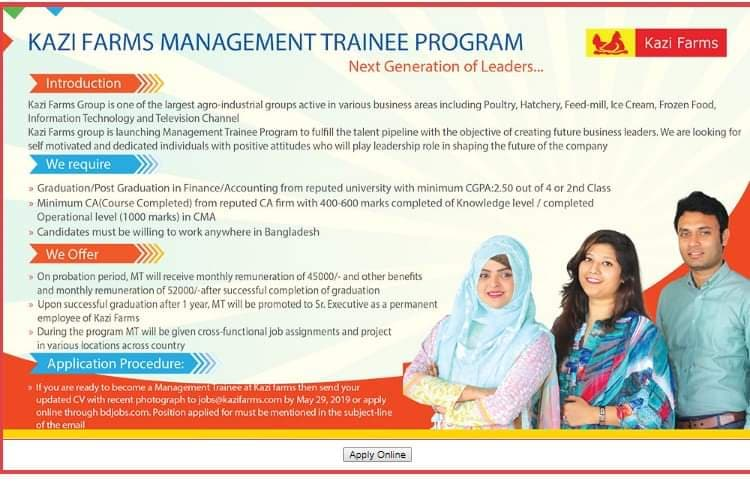 KAZI FARMS MANAGEMENT TRAINEE PROGRAM
Next Generation of Leaders...
Kazi Farms
Introduction
Kazi Farms Group is one of the largest agro-industrial groups active in various business areas including Poultry, Hatchery, Feed-mill, Ice Cream, Frozen Food,
Information Technology and Television Channel
Kazi Farms group is launching Management Trainee Program to fulfill the talent pipeline with the objective of creating future business leaders. We are looking for
self motivated and dedicated individuals with positive attitudes who will play leadership role in shaping the future of the company
We require
» Graduation/Post Graduation in Finance/Accounting from reputed university with minimum CGPA:2.50 out of 4 or 2nd Class
» Minimum CA(Course Completed) from reputed CA firm with 400-600 marks completed of Knowledge level / completed
Operational level (1000 marks) in CMA
» Candidates must be willing to work anywhere in Bangladesh
We Offer
» On probation period, MT will receive monthly remuneration of 45000/- and other benefits
and monthly remuneration of 52000/-after successful completion of graduation
» Upon successful graduation after 1 year, MT will be promoted to Sr. Executive as a permanent
employee of Kazi Farms
» During the program MT will be given cross-functional job assignments and project
in various locations across country
Application Procedure:
» If you are ready to become a Management Trainee at Kazi farms then send your
updated CV with recent photograph to jobs@kazifarms.com by May 29, 2019 or apply
online through bdjobs.com. Position applied for must be mentioned in the subject-line
of the email
Apply Online